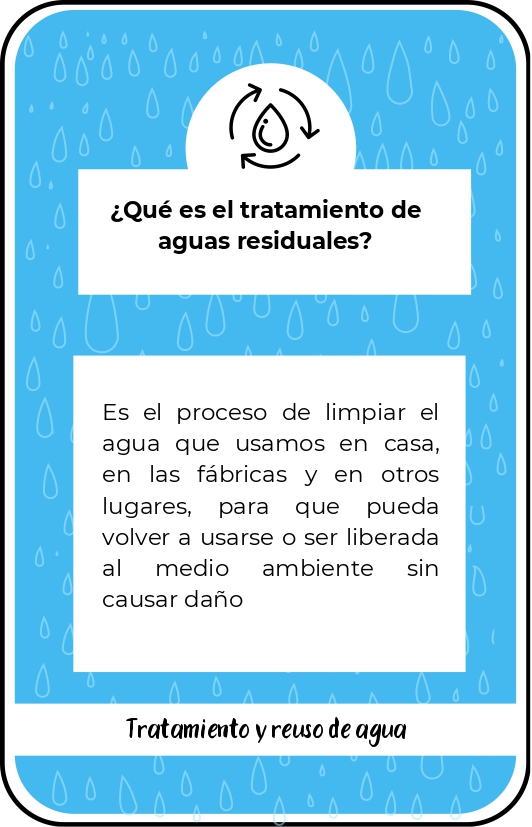 ¿Qué es el tratamiento de
aguas residuales?
Es el proceso de limpiar el
agua que usamos en casa,
en las fábricas y en otros
lugares, para que pueda
volver a usarse o ser liberada
al medio ambiente sin
causar daño
Tratamiento y reuso de agua